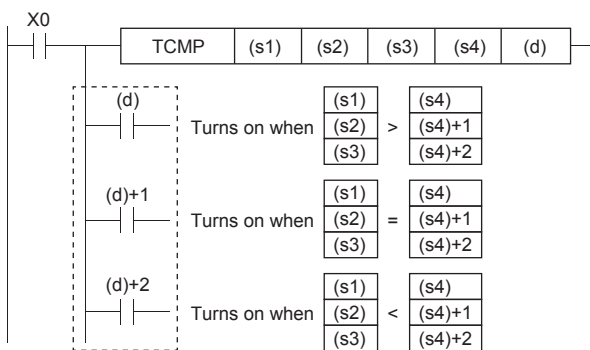 X0
TCMP (s1) (s2) (s3) (s4) (d)
(d)
Turns on when
(s1)
(s2)
(s3)
>
(s4)
(s4)+1
(s4)+2
(d)+1
Turns on when
(s1)
(s2)
(s3)
=
(s4)
(s4)+1
(s4)+2
(d)+2
Turns on when
(s1)
(s2)
(s3)
<
(s4)
(s4)+1
(s4)+2